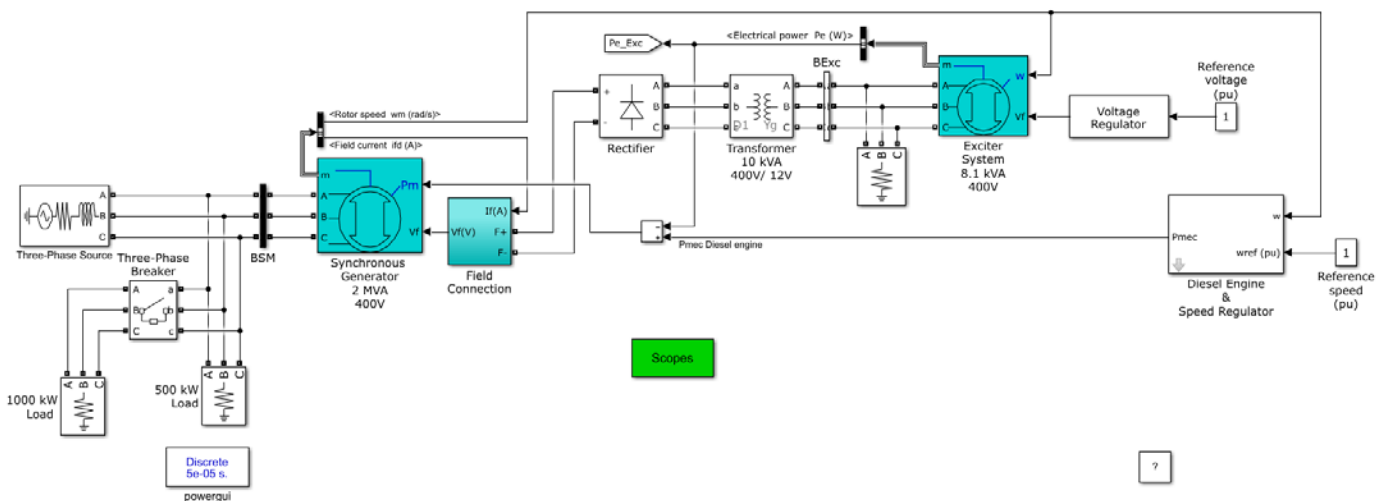 <Rotor speed wm (rad/s)>
<Field current ifd (A)>
Pe_Exc
<Electrical power Pe (W)>
+
-
A
B
C
Rectifier
a
b
c
A
B
C
D1
Yg
Transformer
10 kVA
400V/ 12V
BExc
A B C
m
A
B
C
w
Vf
Exciter
System
8.1 kVA
400V
Voltage
Regulator
Reference
voltage
(pu)
1
A
B
C
Three-Phase Source
BSM
m
A
B
C
Pm
Vf
Synchronous
Generator
2 MVA
400V
If(A)
Vf(V)
F+
F-
Field
Connection
-
+
Pmec Diesel engine
w
Pmec
wref (pu)
Diesel Engine
&
Speed Regulator
1
Reference
speed
(pu)
Three-Phase
Breaker
A
B
C
a
b
c
A B C
1000 kW
Load
A B C
500 kW
Load
Scopes
Discrete
5e-05 s.
powergui
?